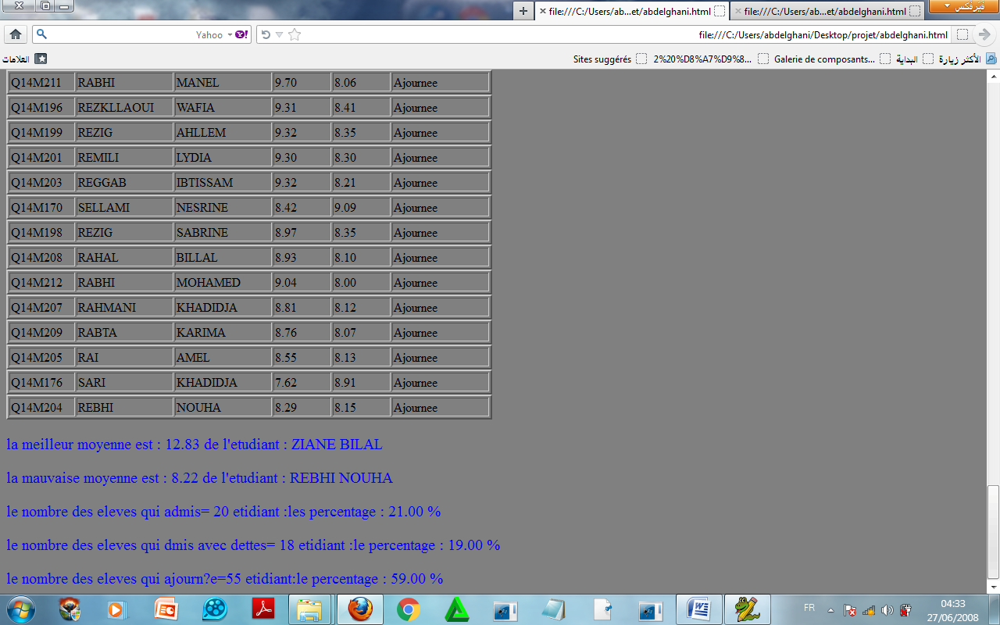 file:///C:/Users/ab...et/abdelghani.html
file:///C:/Users/ab...et/abdelghani.html
فَيَرفُكس
Yahoo
file:///C:/Users/abdelghani/Desktop/projet/abdelghani.html
العلامات
Sites suggérés
2%20%D8%A7%D9%8...
Galerie de composants...
البداية
الأكثر زيارة
Q14M211 RABHI MANEL 9.70 8.06 Ajournee
Q14M196 REZKLLAOUI WAFIA 9.31 8.41 Ajournee
Q14M199 REZIG AHLLEM 9.32 8.35 Ajournee
Q14M201 REMILI LYDIA 9.30 8.30 Ajournee
Q14M203 REGGAB IBTISSAM 9.32 8.21 Ajournee
Q14M170 SELLAMI NESRINE 8.42 9.09 Ajournee
Q14M198 REZIG SABRINE 8.97 8.35 Ajournee
Q14M208 RAHAL BILLAL 8.93 8.10 Ajournee
Q14M212 RABHI MOHAMED 9.04 8.00 Ajournee
Q14M207 RAHMANI KHADIDJA 8.81 8.12 Ajournee
Q14M209 RABTA KARIMA 8.76 8.07 Ajournee
Q14M205 RAI AMEL 8.55 8.13 Ajournee
Q14M176 SARI KHADIDJA 7.62 8.91 Ajournee
Q14M204 REBHI NOUHA 8.29 8.15 Ajournee
la meilleur moyenne est : 12.83 de l'etudiant : ZIANE BILAL
la mauvaise moyenne est : 8.22 de l'etudiant : REBHI NOUHA
le nombre des eleves qui admis= 20 etidiant :les percentage : 21.00 %
le nombre des eleves qui dmis avec dettes= 18 etidiant :le percentage : 19.00 %
le nombre des eleves qui ajourn?e=55 etidiant:le percentage : 59.00 %
FR
04:33
27/06/2008